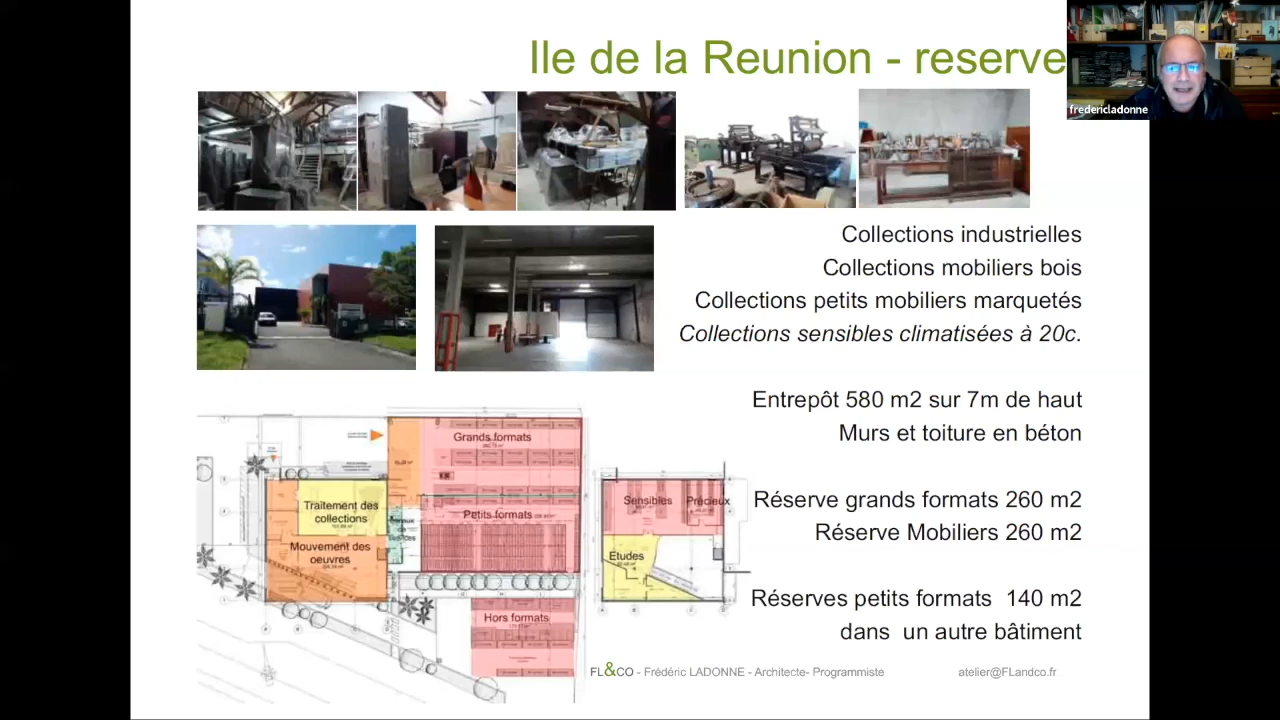 Ile de la Reunion - reserve
fredericladonne
Collections industrielles
Collections mobiliers bois
Collections petits mobiliers marquetés
Collections sensibles climatisées à 20c.
Entrepôt 580 m2 sur 7m de haut
Murs et toiture en béton
Réserve grands formats 260 m2
Réserve Mobiliers 260 m2
Réserves petits formats 140 m2
dans un autre bâtiment
Grands formats
Traitement des
collections
Petits formats
Mouvement des
oeuvres
Hors formats
Sensibles
Précieux
Etudes
FL&CO - Frédéric LADONNE - Architecte- Programmiste
atelier@FLandco.fr